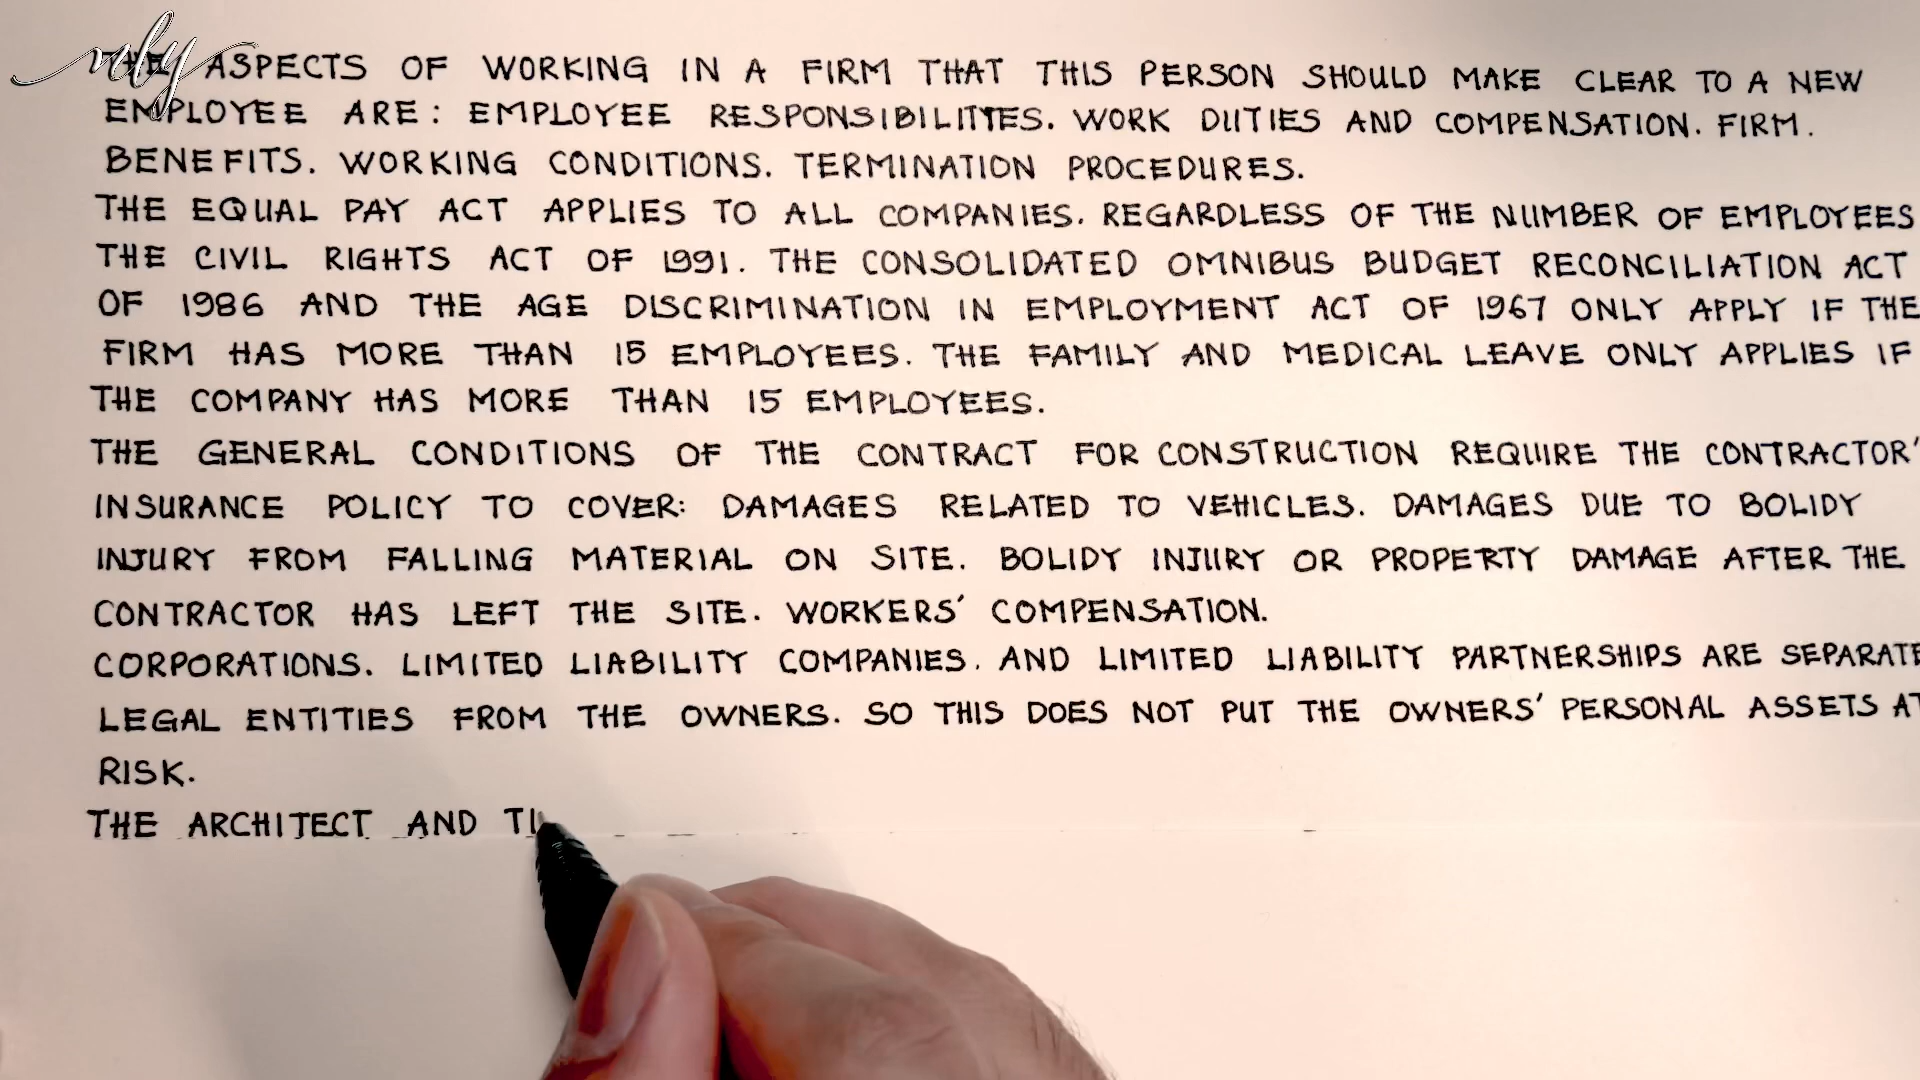 vdy
THE ASPECTS OF WORKING IN A FIRM THAT THIS PERSON SHOULD MAKE CLEAR TO A NEW
EMPLOYEE ARE: EMPLOYEE RESPONSIBILITIES. WORK DUTIES AND COMPENSATION. FIRM.
BENEFITS. WORKING CONDITIONS. TERMINATION PROCEDURES.
THE EQUAL PAY ACT APPLIES TO ALL COMPANIES. REGARDLESS OF THE NUMBER OF EMPLOYEES
THE CIVIL RIGHTS ACT OF 1991. THE CONSOLIDATED OMNIBUS BUDGET RECONCILIATION ACT
OF 1986 AND THE AGE DISCRIMINATION IN EMPLOYMENT ACT OF 1967 ONLY APPLY IF THE
FIRM HAS MORE THAN 15 EMPLOYEES. THE FAMILY AND MEDICAL LEAVE ONLY APPLIES IF
THE COMPANY HAS MORE THAN 15 EMPLOYEES.
THE GENERAL CONDITIONS OF THE CONTRACT FOR CONSTRUCTION REQUIRE THE CONTRACTOR'
INSURANCE POLICY TO COVER: DAMAGES RELATED TO VEHICLES. DAMAGES DUE TO BOLIDY
INJURY FROM FALLING MATERIAL ON SITE. BOLIDY INJURY OR PROPERTY DAMAGE AFTER THE
CONTRACTOR HAS LEFT THE SITE. WORKERS' COMPENSATION.
CORPORATIONS. LIMITED LIABILITY COMPANIES. AND LIMITED LIABILITY PARTNERSHIPS ARE SEPARATE
LEGAL ENTITIES FROM THE OWNERS. SO THIS DOES NOT PUT THE OWNERS' PERSONAL ASSETS AT
RISK.
THE ARCHITECT AND